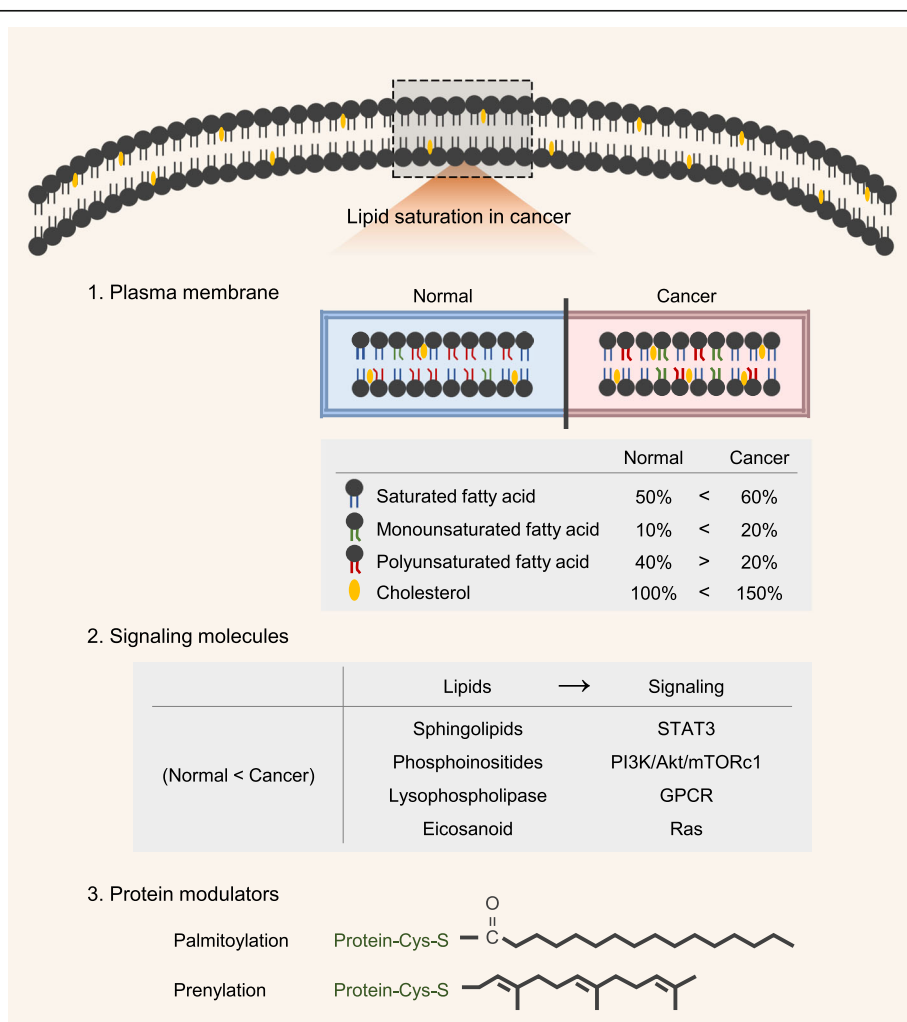 Lipid saturation in cancer
1. Plasma membrane
Normal Cancer
Normal Cancer
Saturated fatty acid 50% < 60%
Monounsaturated fatty acid 10% < 20%
Polyunsaturated fatty acid 40% > 20%
Cholesterol 100% < 150%
2. Signaling molecules
Lipids → Signaling
(Normal < Cancer)
Sphingolipids STAT3
Phosphoinositides PI3K/Akt/mTORc1
Lysophospholipase GPCR
Eicosanoid Ras
3. Protein modulators
O
Palmitoylation Protein-Cys-S C
Prenylation Protein-Cys-S